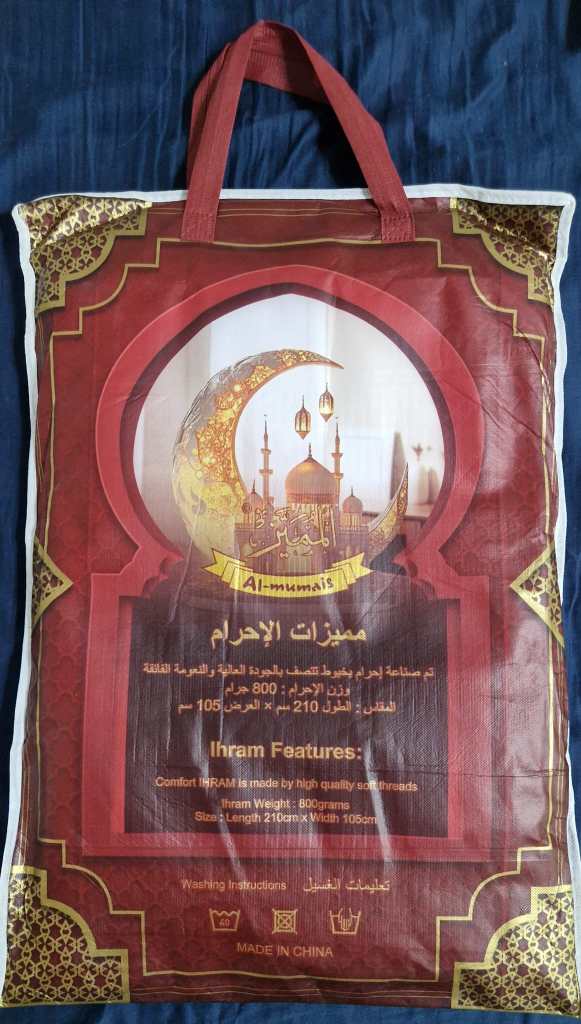 المميز
Al-mumais
مميزات الإحرام
تم صناعة إحرام بخيوط تتصف بالجودة العالية والنعومة الفائقة
وزن الإحرام : 800 جرام
المقاس : الطول 210 سم × العرض 105 سم
Ihram Features:
Comfort IHRAM is made by high quality soft threads
Ihram Weight : 800grams
Size : Length 210cm x Width 105cm
Washing Instructions تعليمات الغسيل
40
MADE IN CHINA